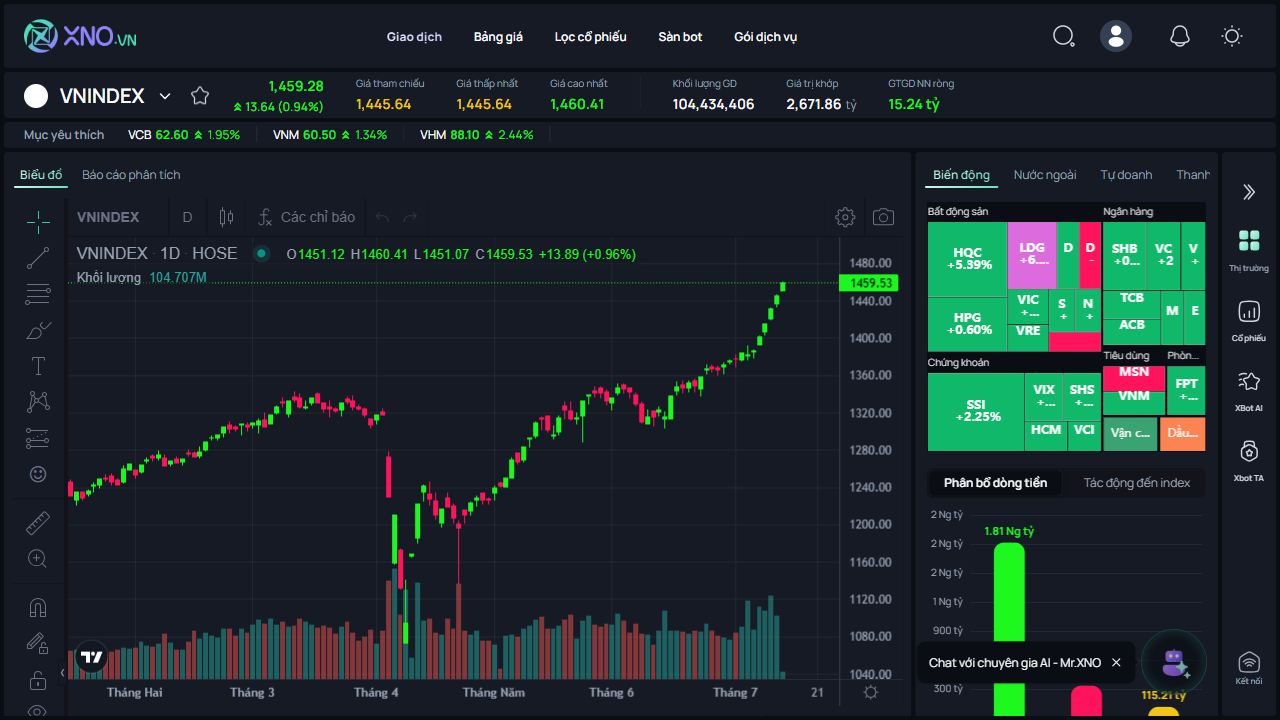 XNO.VN
Giao dịch
Bảng giá
Lọc cổ phiếu
Sàn bot
Gói dịch vụ
VNINDEX
1,459.28
13.64 (0.94%)
Giá tham chiếu
1,445.64
Giá thấp nhất
1,445.64
Giá cao nhất
1,460.41
Khối lượng GD
104,434,406
Giá trị khớp
2,671.86 tỷ
GTGD NN ròng
15.24 tỷ
Mục yêu thích
VCB 62.60 1.95%
VNM 60.50 1.34%
VHM 88.10 2.44%
Biểu đồ
Báo cáo phân tích
VNINDEX
D
Các chỉ báo
VNINDEX · 1D · HOSE
O1451.12 H1460.41 L1451.07 C1459.53 +13.89 (+0.96%)
Khối lượng 104.707M
1480.00
1459.53
1440.00
1400.00
1360.00
1320.00
1280.00
1240.00
1200.00
1160.00
1120.00
1080.00
1040.00
Tháng Hai
Tháng 3
Tháng 4
Tháng Năm
Tháng 6
Tháng 7
21
Biến động
Nước ngoài
Tự doanh
Thanh
Bất động sản
HQC
+5.39%
LDG
+6....
D
D
-
HPG
+0.60%
VIC
+...
S
+
N
+
VRE
Ngân hàng
SHB
+0...
VC
+2
V
+
TCB
ACB
M
E
Chứng khoán
SSI
+2.25%
VIX
+...
SHS
+...
HCM
VCI
Tiêu dùng
MSN
VNM
Phòn...
FPT
+...
Vận c...
Dầu...
Phân bổ dòng tiền
Tác động đến index
2 Ng tỷ
2 Ng tỷ
2 Ng tỷ
1 Ng tỷ
900 tỷ
300 tỷ
1.81 Ng tỷ
115.21 tỷ
Chat với chuyên gia AI - Mr.XNO
Thị trường
Cổ phiếu
XBot AI
Xbot TA
Kết nối